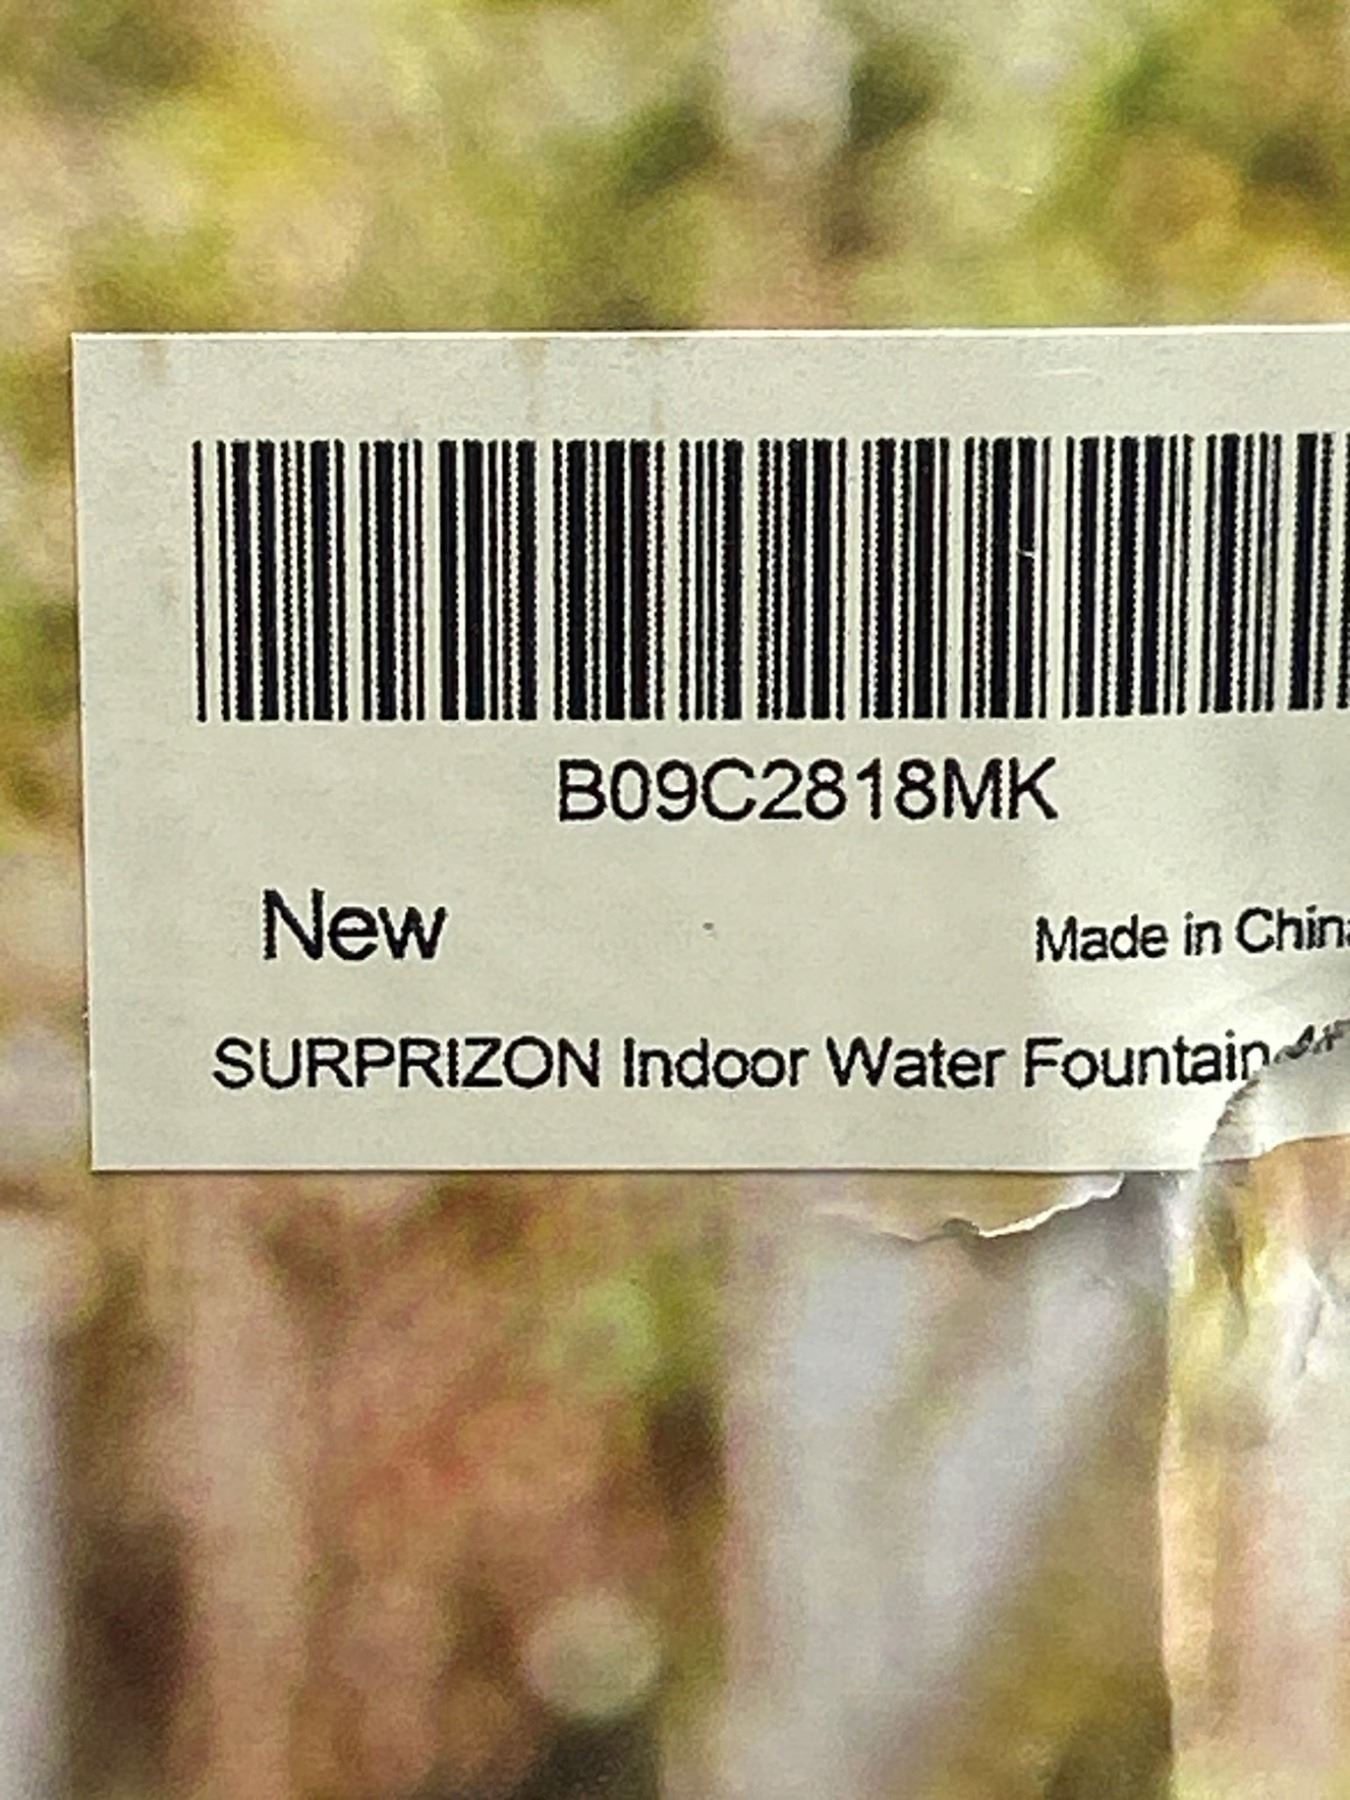 B09C2818MK
New
Made in China
SURPRIZON Indoor Water Fountain